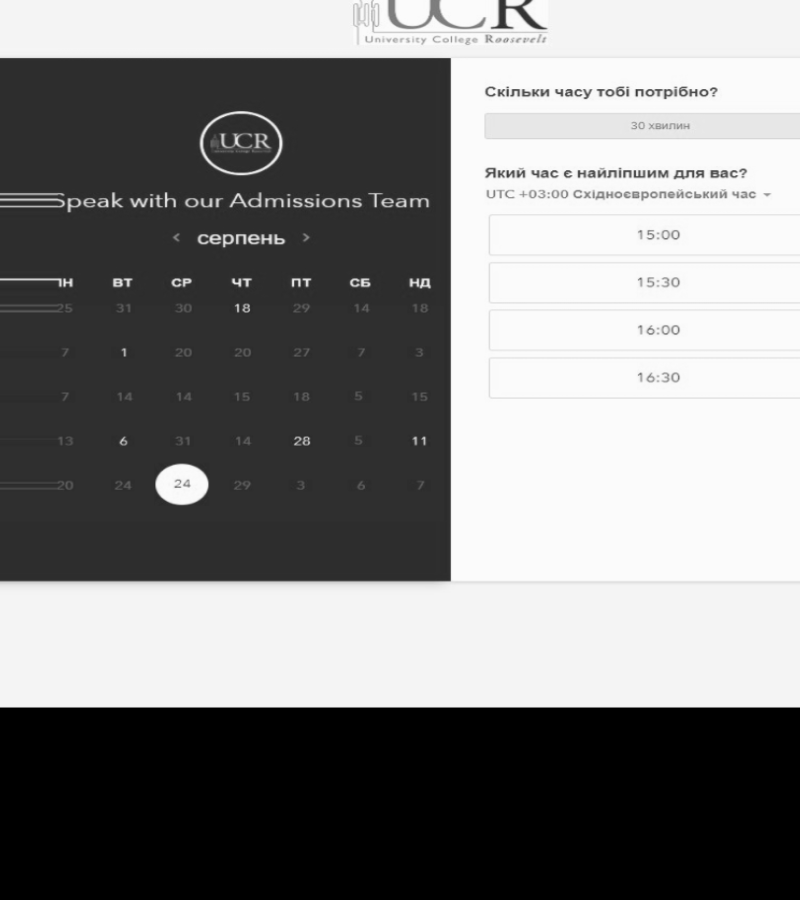 UCR
University College Roosevelt
UCR
Speak with our Admissions Team
< серпень >
ПН ВТ СР ЧТ ПТ СБ НД
25 31 30 18 29 14 18
7 1 20 20 27 7 3
7 14 14 15 18 5 15
13 6 31 14 28 5 11
20 24 24 29 3 6 7
Скільки часу тобі потрібно?
30 хвилин
Який час є найліпшим для вас?
UTC +03:00 Східноєвропейський час
15:00
15:30
16:00
16:30